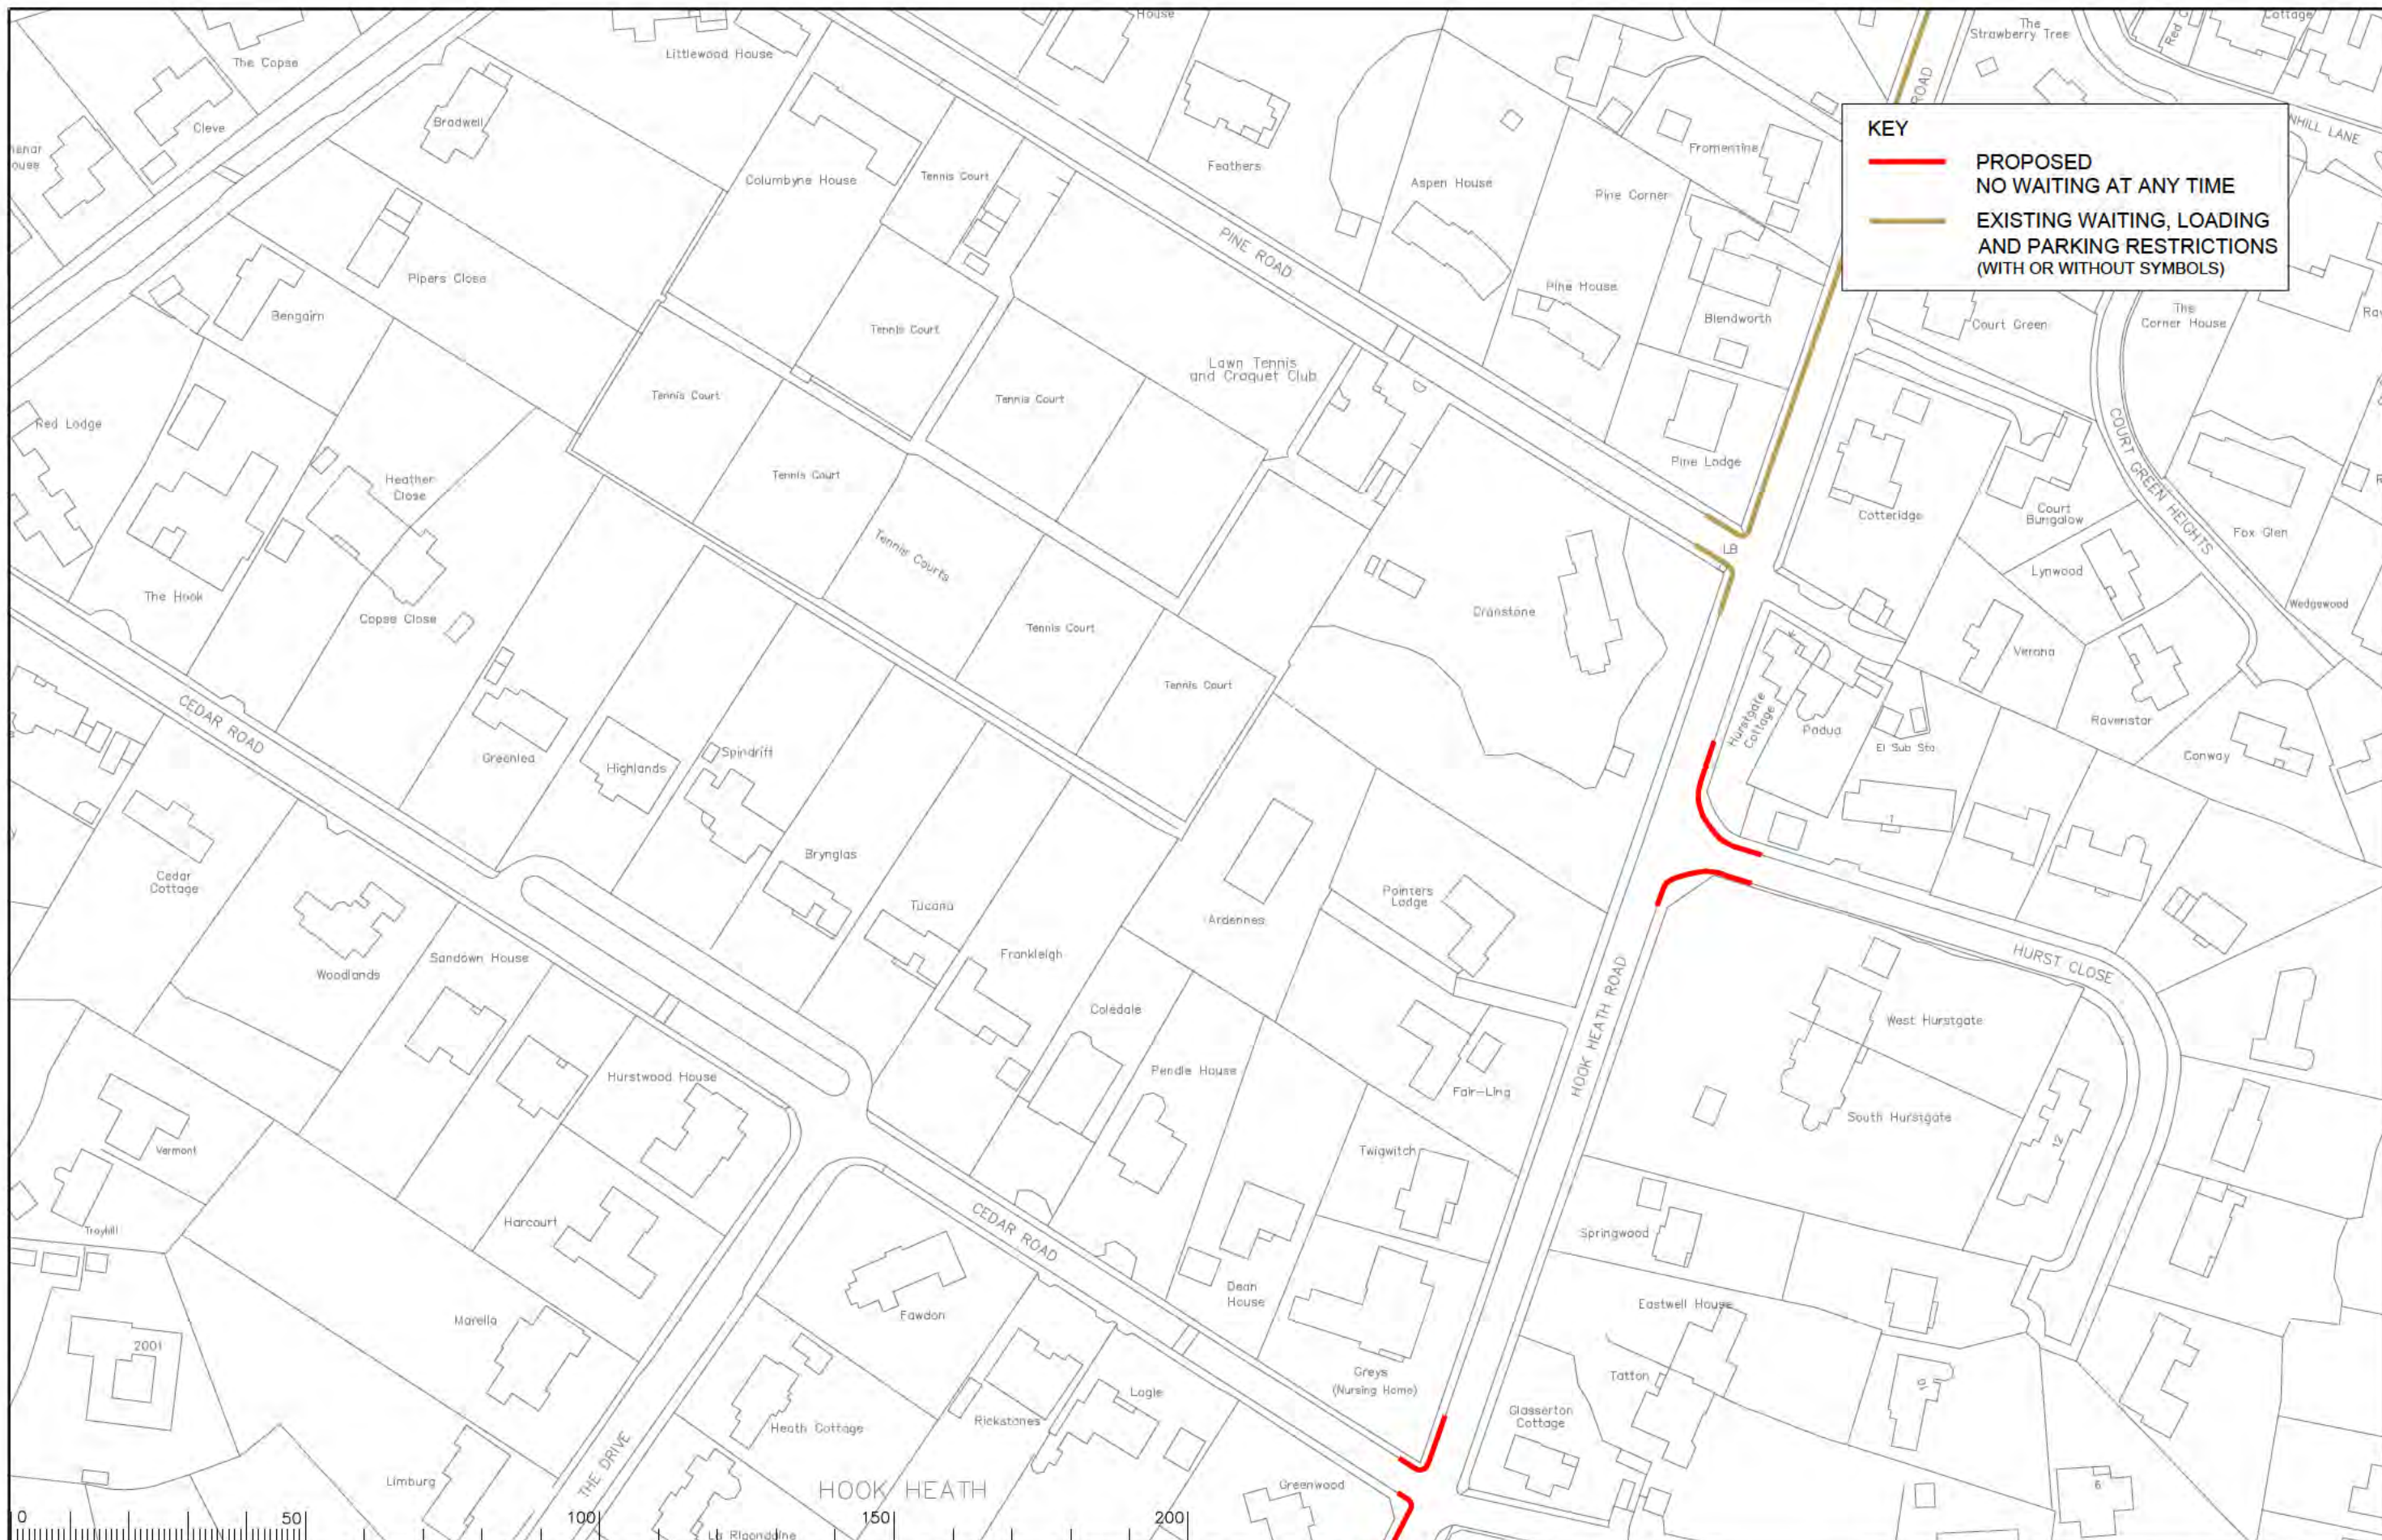 The Copse
Cleve
Bradwell
Littlewood House
House
The
Strawberry Tree
Cottage
ROAD
KEY
PROPOSED
NO WAITING AT ANY TIME
EXISTING WAITING, LOADING
AND PARKING RESTRICTIONS
(WITH OR WITHOUT SYMBOLS)
Columbyne House
Tennis Court
Feathers
Aspen House
Fromentine
Pine Corner
PINE ROAD
Pipers Close
Bengairn
Tennis Court
Pine House
Blendworth
Court Green
The
Corner House
Lawn Tennis
and Croquet Club
Tennis Court
Tennis Court
Red Lodge
Heather
Close
Tennis Court
Pine Lodge
COURT GREEN HEIGHTS
Cotteridge
Court
Bungalow
Fox Glen
LB
Tennis Courts
Lynwood
The Hook
Copse Close
Cranstone
Wedgewood
Tennis Court
Verona
Tennis Court
CEDAR ROAD
Hurstgate
Cottage
Padua
El Sub Sta
Ravenstor
Conway
Greenlea
Highlands
Spindrift
1
Brynglas
Cedar
Cottage
Pointers
Lodge
Tucana
Ardennes
Woodlands
Sandown House
Frankleigh
HURST CLOSE
Coledale
HOOK HEATH ROAD
West Hurstgate
Hurstwood House
Pendle House
Fair-Ling
South Hurstgate
12
Vermont
Twigwitch
Troyhill
Harcourt
CEDAR ROAD
Springwood
Dean
House
Fawdon
Eastwell House
Marella
2001
Greys
(Nursing Home)
Tatton
Logie
Glasserton
Cottage
Rickstones
Heath Cottage
THE DRIVE
Limburg
HOOK HEATH
Greenwood
6
0
50
100
150
200